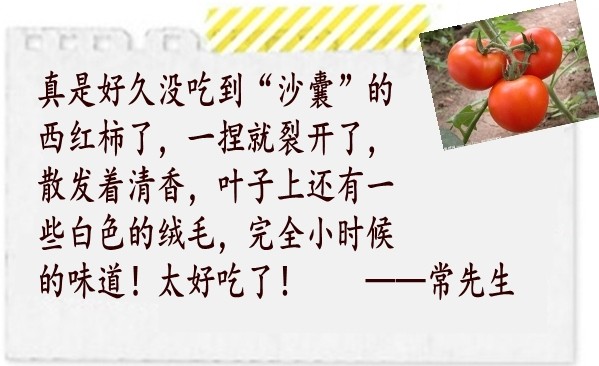 真是好久没吃到“沙囊”的
西红柿了，一捏就裂开了，
散发着清香，叶子上还有一
些白色的绒毛，完全小时候
的味道！太好吃了！ ——常先生